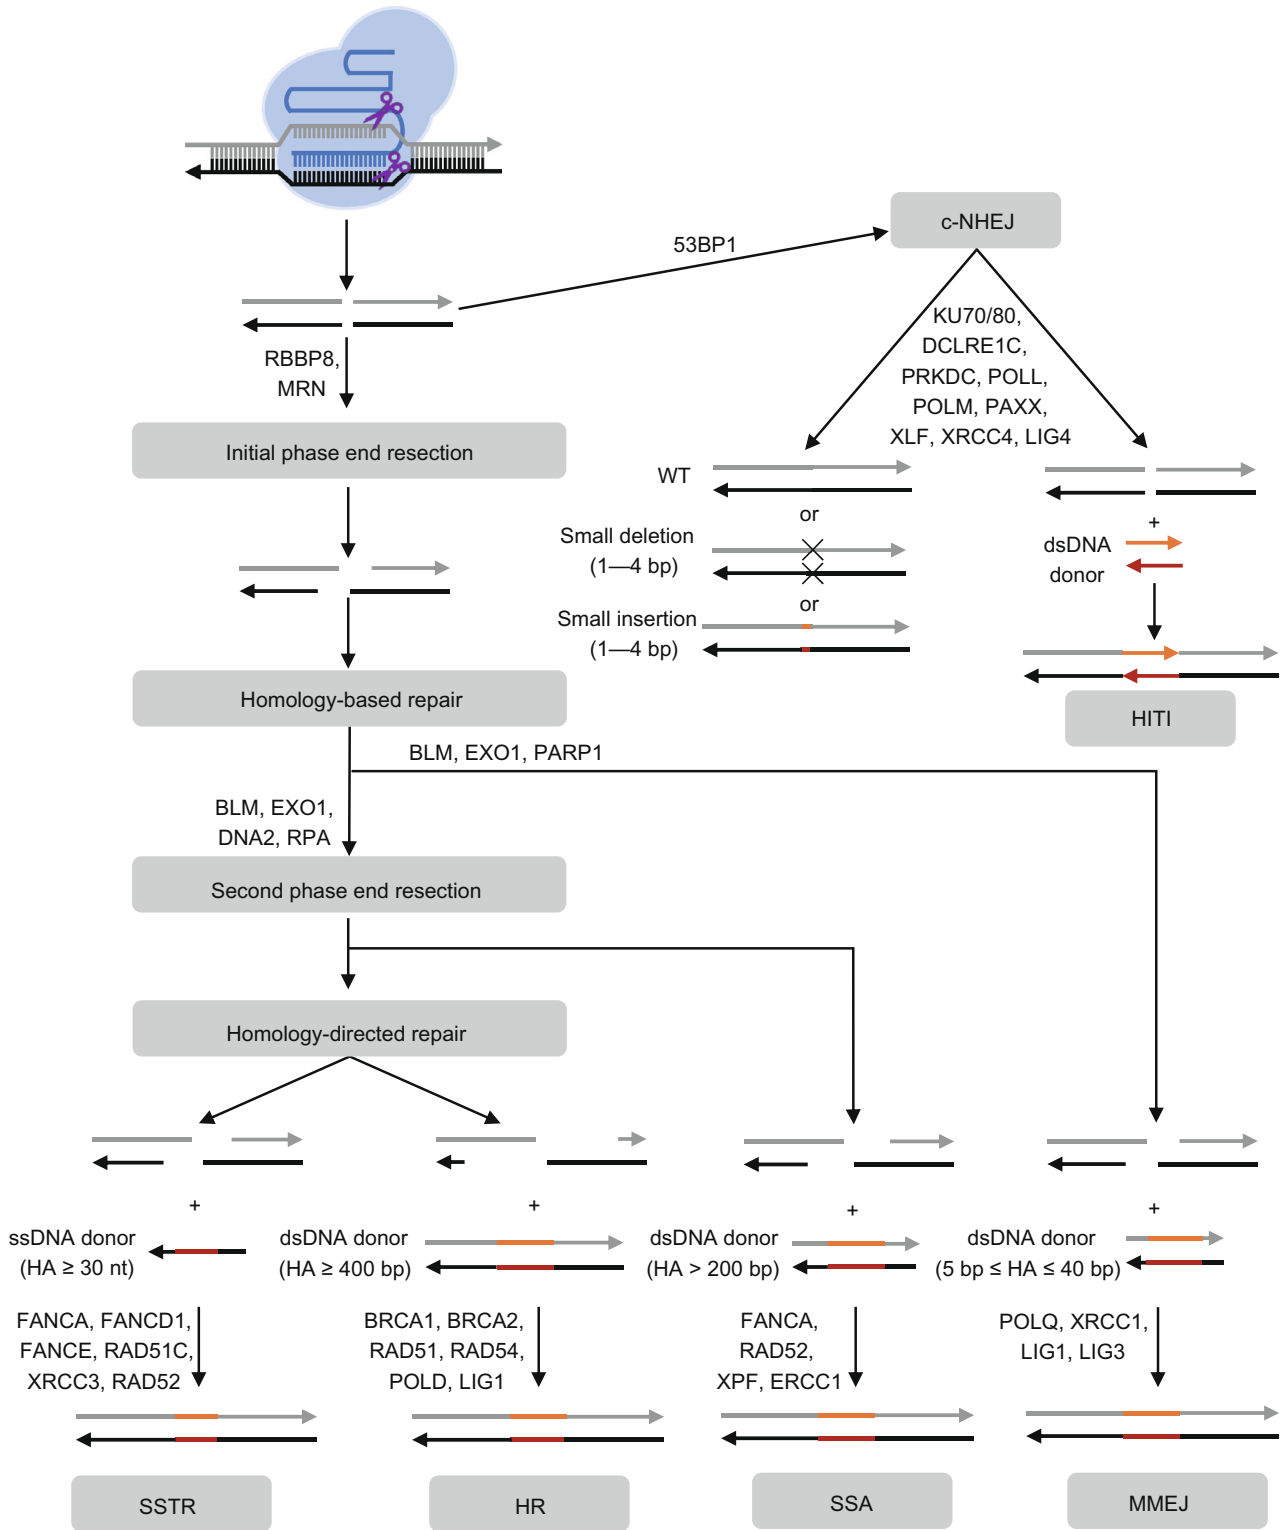 c-NHEJ
53BP1
KU70/80,
DCLRE1C,
PRKDC, POLL,
POLM, PAXX,
XLF, XRCC4, LIG4
RBBP8,
MRN
Initial phase end resection
WT
or
Small deletion
(1—4 bp)
or
Small insertion
(1—4 bp)
+
dsDNA
donor
HITI
Homology-based repair
BLM, EXO1, PARP1
BLM, EXO1,
DNA2, RPA
Second phase end resection
Homology-directed repair
+
ssDNA donor
(HA ≥ 30 nt)
FANCA, FANCD1,
FANCE, RAD51C,
XRCC3, RAD52
SSTR
+
dsDNA donor
(HA ≥ 400 bp)
BRCA1, BRCA2,
RAD51, RAD54,
POLD, LIG1
HR
+
dsDNA donor
(HA > 200 bp)
FANCA,
RAD52,
XPF, ERCC1
SSA
+
dsDNA donor
(5 bp ≤ HA ≤ 40 bp)
POLQ, XRCC1,
LIG1, LIG3
MMEJ